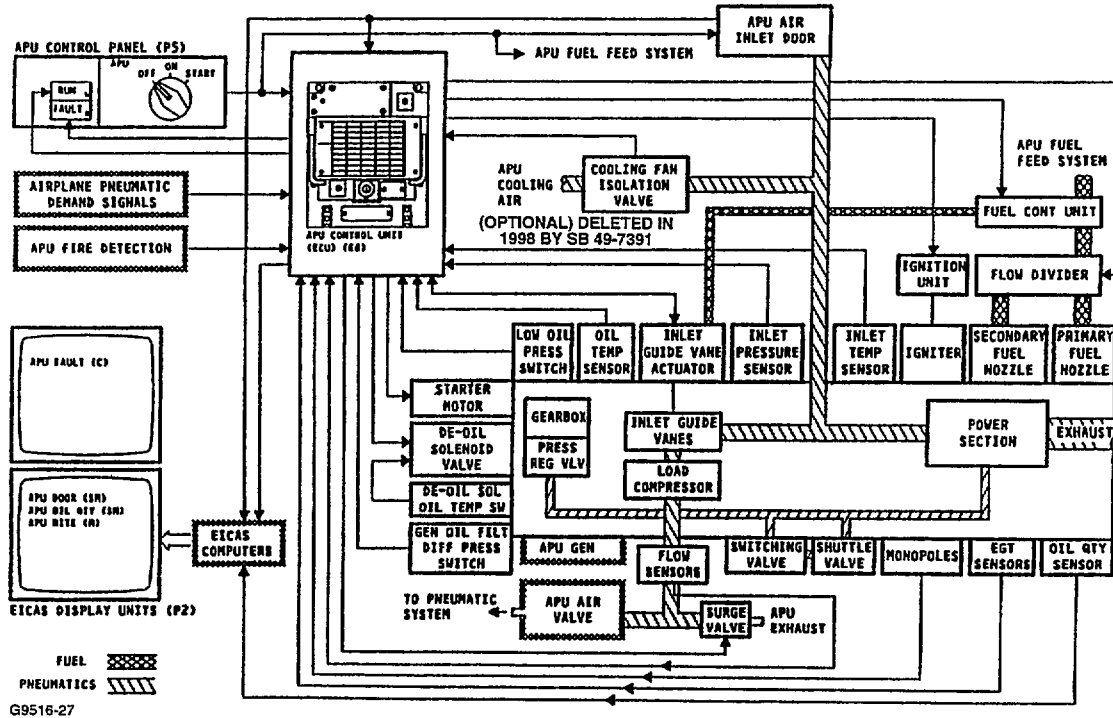 APU AIR
INLET DOOR
APU CONTROL PANEL (P5)
APU FUEL FEED SYSTEM
APU
OFF
ON
START
RUN
FAULT
APU FUEL
FEED SYSTEM
APU
COOLING
AIR
COOLING FAN
ISOLATION
VALVE
AIRPLANE PNEUMATIC
DEMAND SIGNALS
FUEL CONT UNIT
(OPTIONAL) DELETED IN
1998 BY SB 49-7391
APU FIRE DETECTION
APU CONTROL UNIT
(ECU) (E6)
IGNITION
UNIT
FLOW DIVIDER
LOW OIL
PRESS
SWITCH
OIL
TEMP
SENSOR
INLET
GUIDE VANE
ACTUATOR
INLET
PRESSURE
SENSOR
INLET
TEMP
SENSOR
IGNITER
SECONDARY
FUEL
NOZZLE
PRIMARY
FUEL
NOZZLE
APU FAULT (C)
STARTER
MOTOR
GEARBOX
PRESS
REG VLV
INLET GUIDE
VANES
POWER
SECTION
EXHAUST
DE-OIL
SOLENOID
VALVE
LOAD
COMPRESSOR
DE-OIL SOL
OIL TEMP SW
APU DOOR (SM)
APU OIL QTY (SM)
APU BITE (M)
EICAS
COMPUTERS
GEN OIL FILT
DIFF PRESS
SWITCH
APU GEN
FLOW
SENSORS
SWITCHING
VALVE
SHUTTLE
VALVE
MONOPOLES
EGT
SENSORS
OIL QTY
SENSOR
EICAS DISPLAY UNITS (P2)
TO PNEUMATIC
SYSTEM
APU AIR
VALVE
SURGE
VALVE
APU
EXHAUST
FUEL
PNEUMATICS
G9516-27